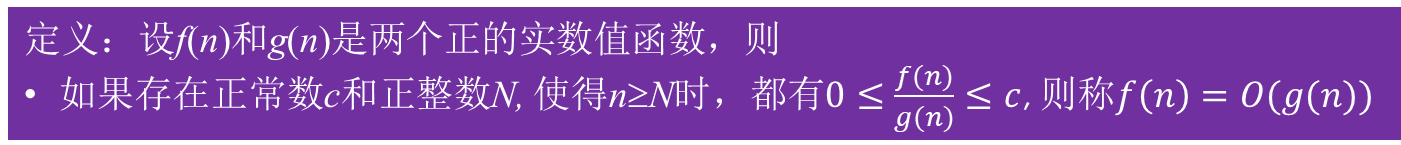 定义：设f(n)和g(n)是两个正的实数值函数，则
• 如果存在正常数c和正整数N, 使得n≥N时，都有0 ≤ f(n)/g(n) ≤ c, 则称f(n) = O(g(n))